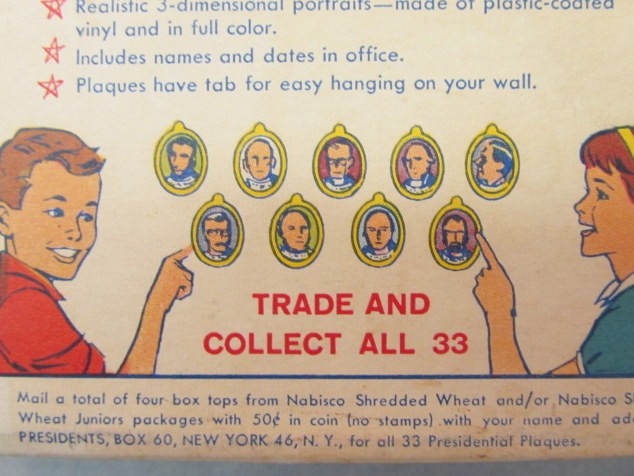 Realistic 3-dimensional portraits—made of plastic-coated
vinyl and in full color.
Includes names and dates in office.
Plaques have tab for easy hanging on your wall.
TRADE AND
COLLECT ALL 33
Mail a total of four box tops from Nabisco Shredded Wheat and/or Nabisco
Wheat Juniors packages with 50¢ in coin (no stamps) with your name and
PRESIDENTS, BOX 60, NEW YORK 46, N. Y., for all 33 Presidential Plaques.